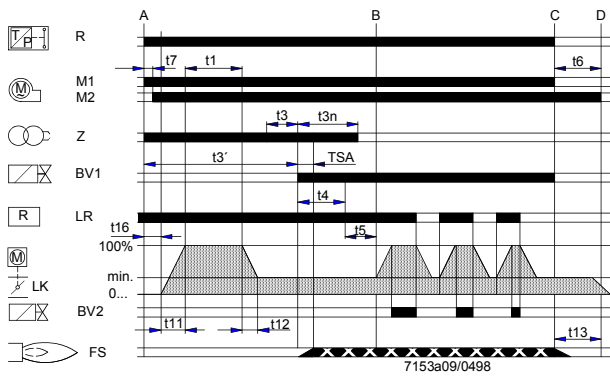 A B C D
T P R
t7 t1 t6
M M1
M2
t3 t3n
Z
t3´ TSA
BV1
t4
R LR
t16 t5
100%
M
min.
LK
0...
BV2
t11 t12 t13
FS
7153a09/0498